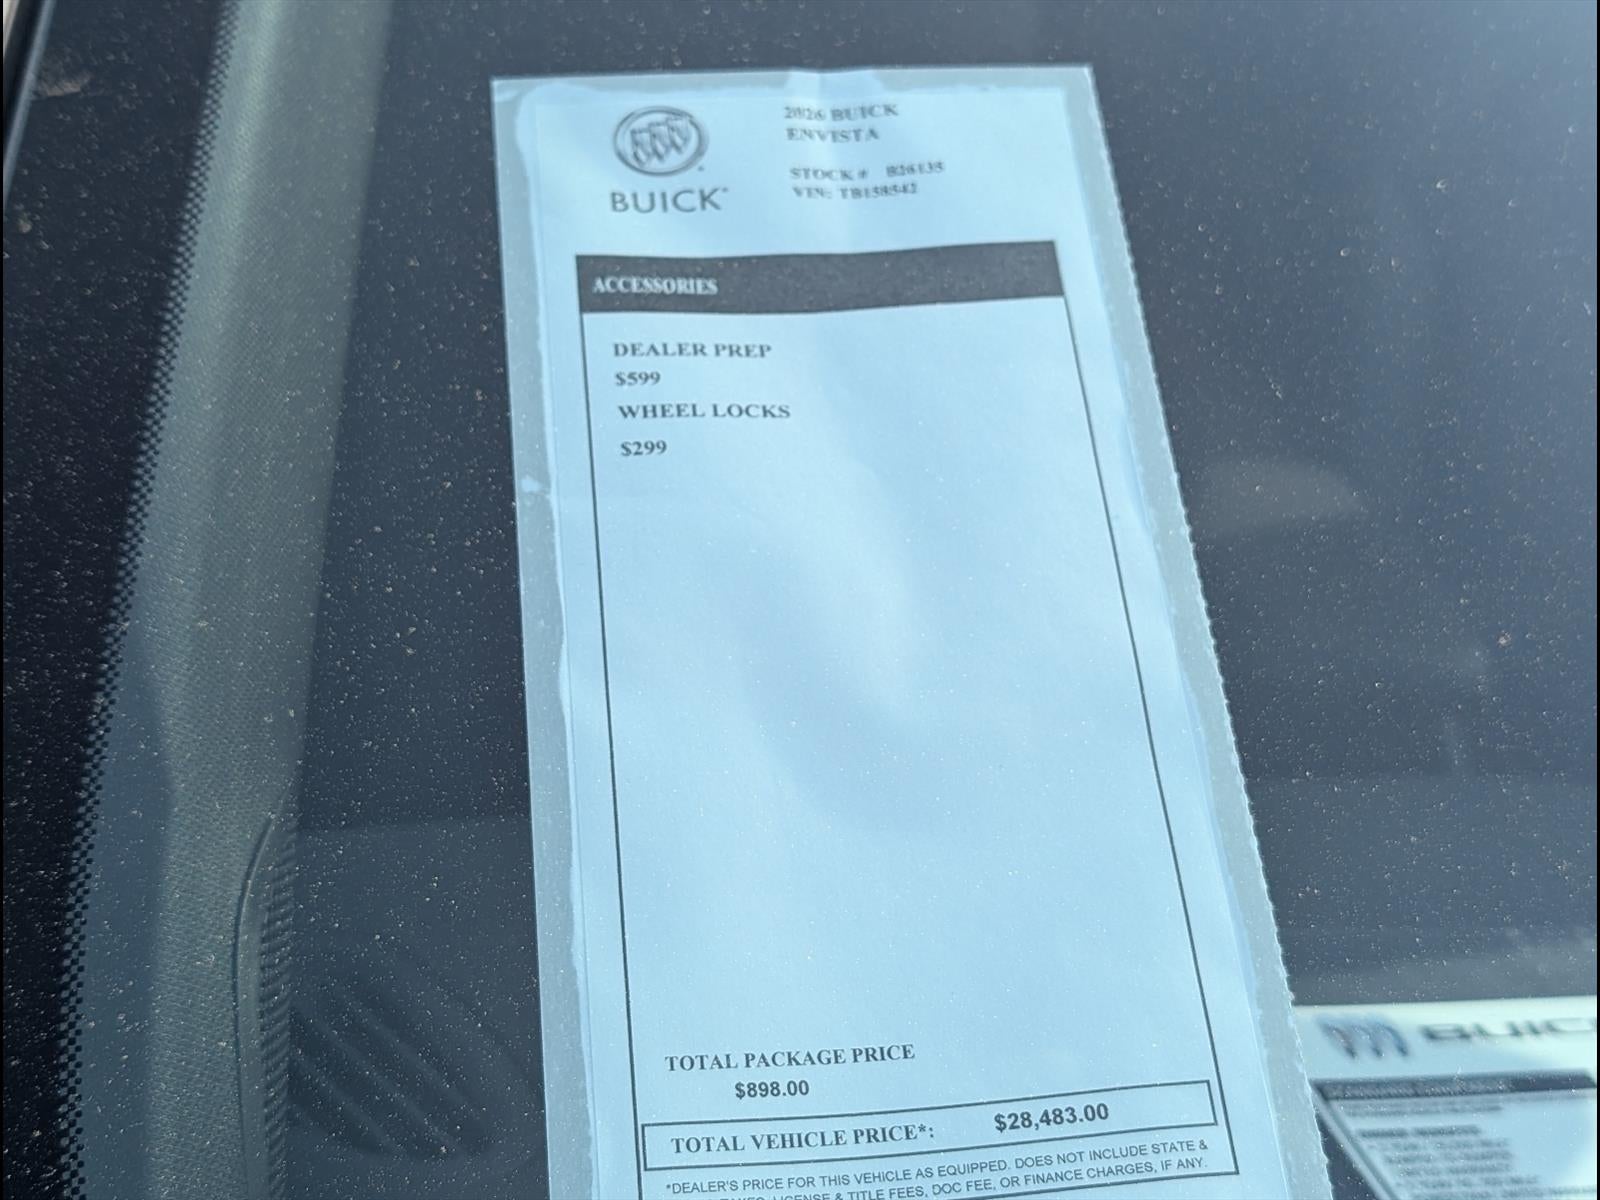 BUICK
2026 BUICK
ENVISTA
STOCK # B26135
VIN: TB158542
ACCESSORIES
DEALER PREP
$599
WHEEL LOCKS
$299
TOTAL PACKAGE PRICE
$898.00
TOTAL VEHICLE PRICE*: $28,483.00
*DEALER'S PRICE FOR THIS VEHICLE AS EQUIPPED. DOES NOT INCLUDE STATE &
TAXES, LICENSE & TITLE FEES, DOC FEE, OR FINANCE CHARGES, IF ANY.
BUIC